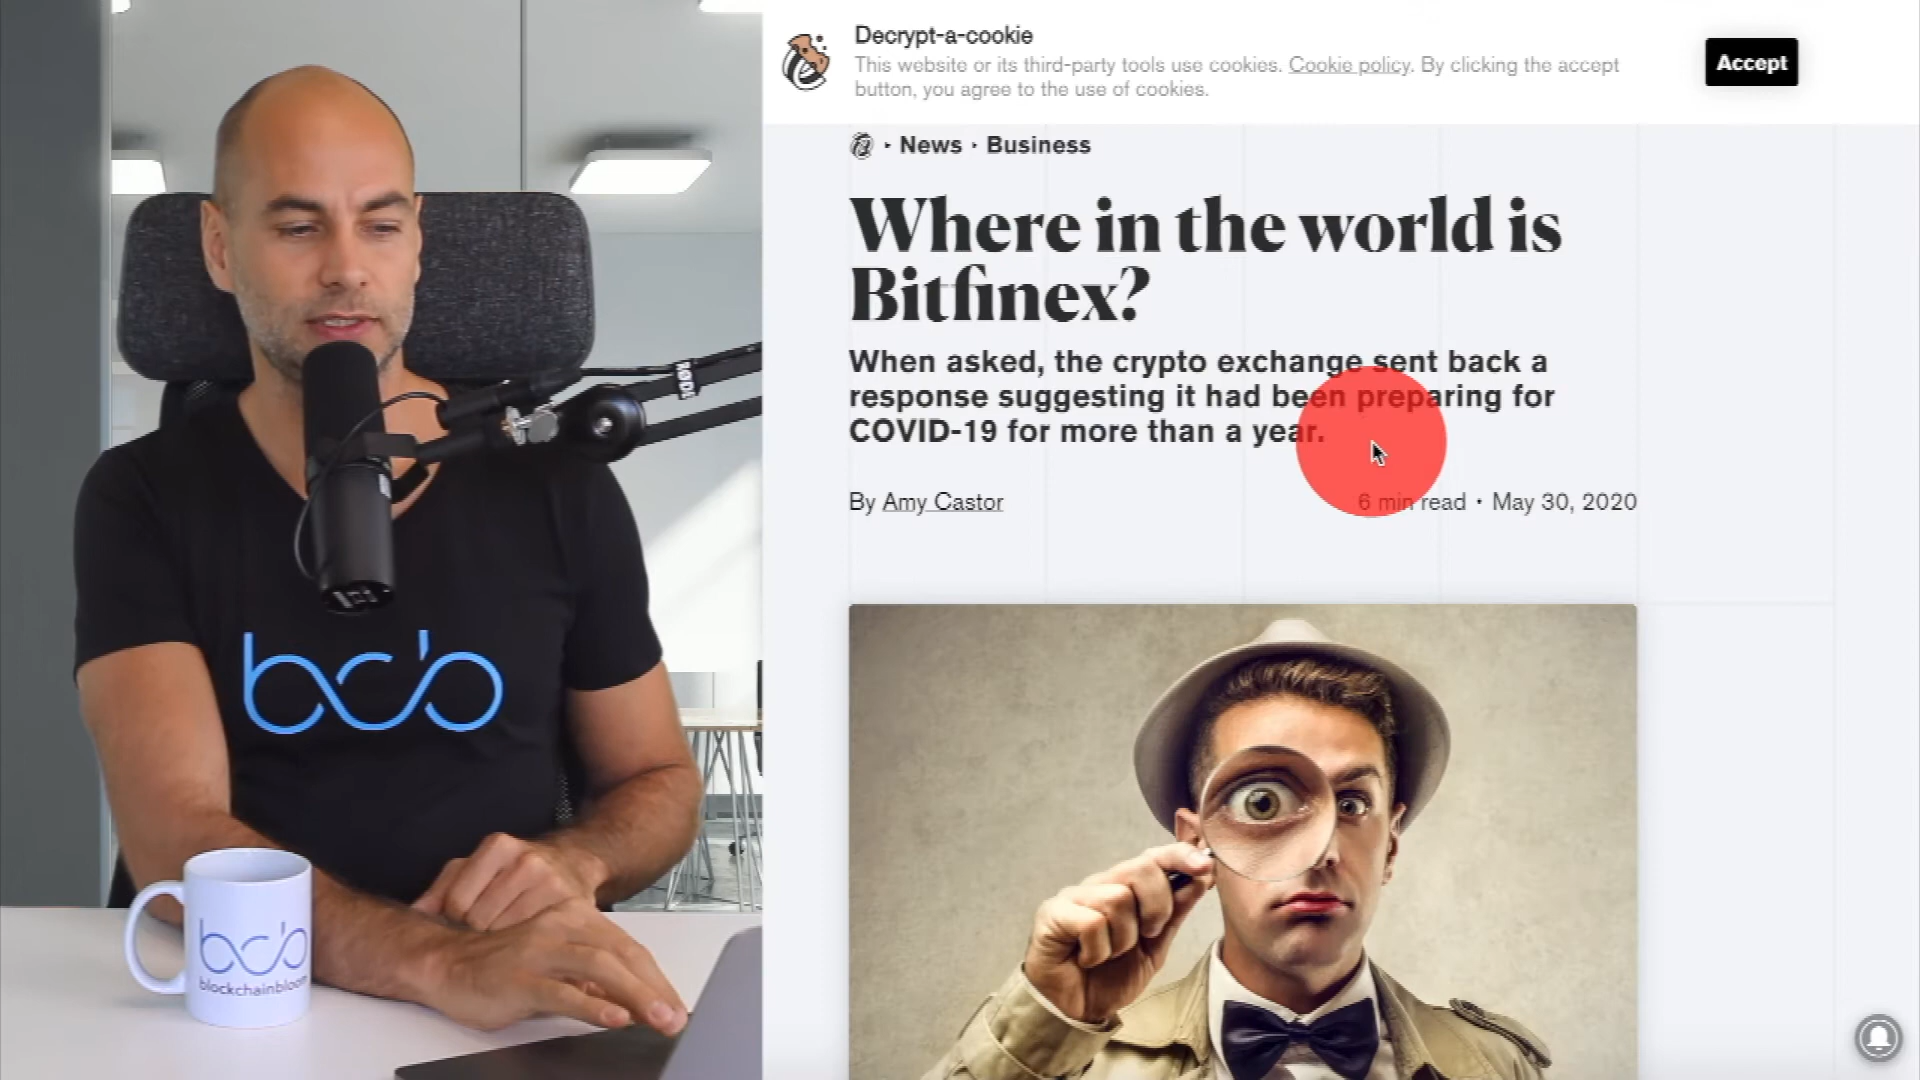 Decrypt-a-cookie
This website or its third-party tools use cookies. Cookie policy. By clicking the accept
button, you agree to the use of cookies.
Accept
News
Business
Where in the world is
Bitfinex?
When asked, the crypto exchange sent back a
response suggesting it had been preparing for
COVID-19 for more than a year.
By Amy Castor
6 min read • May 30, 2020
RØDE
bcb
bcb
blockchainbloom